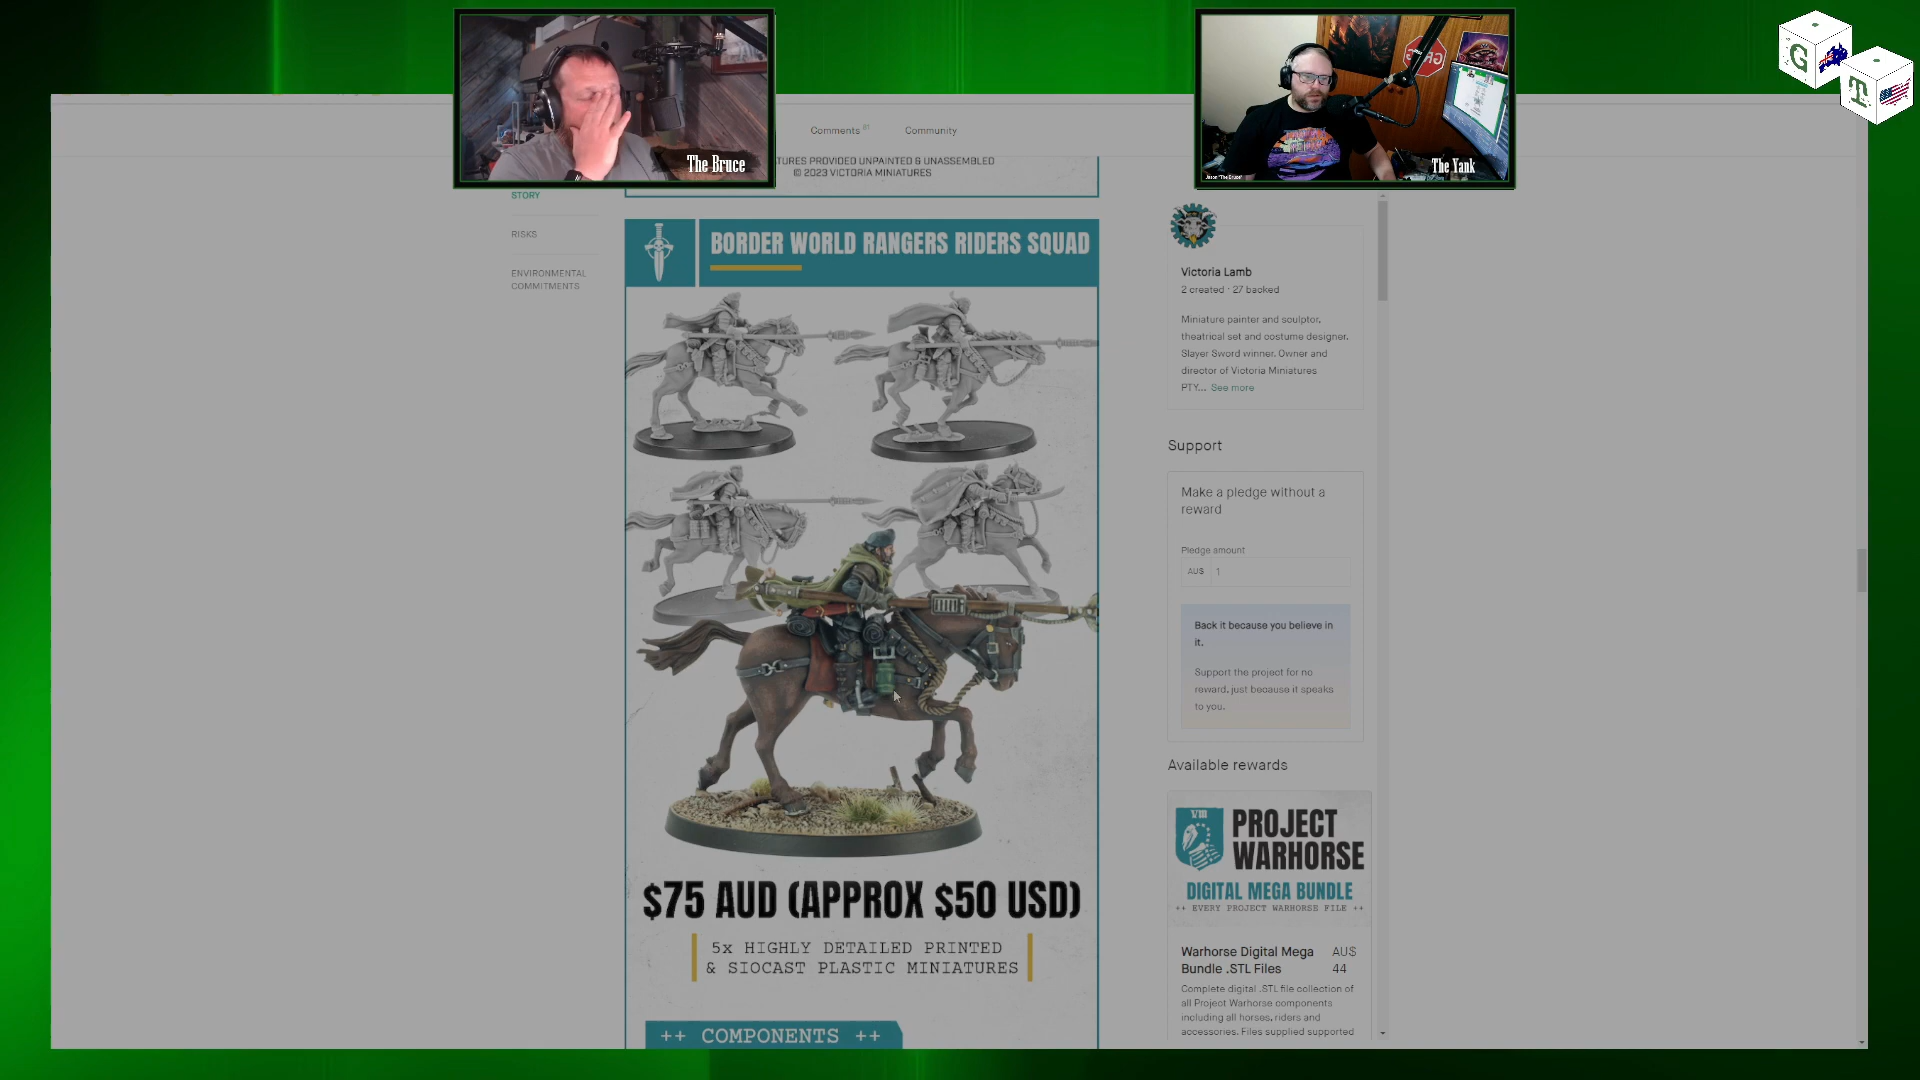 The Bruce
The Yank
Jason "The Bruce"
G
T
Comments
Community
TURES PROVIDED UNPAINTED & UNASSEMBLED
© 2023 VICTORIA MINIATURES
STORY
RISKS
ENVIRONMENTAL
COMMITMENTS
BORDER WORLD RANGERS RIDERS SQUAD
$75 AUD (APPROX $50 USD)
5x HIGHLY DETAILED PRINTED
& SIOCAST PLASTIC MINIATURES
++ COMPONENTS ++
Victoria Lamb
2 created · 27 backed
Miniature painter and sculptor,
theatrical set and costume designer.
Slayer Sword winner. Owner and
director of Victoria Miniatures
PTY... See more
Support
Make a pledge without a
reward
Pledge amount
AU$ 1
Back it because you believe in
it.
Support the project for no
reward, just because it speaks
to you.
Available rewards
VM
PROJECT
WARHORSE
DIGITAL MEGA BUNDLE
++ EVERY PROJECT WARHORSE FILE ++
Warhorse Digital Mega AU$
Bundle .STL Files 44
Complete digital .STL file collection of
all Project Warhorse components
including all horses, riders and
accessories. Files supplied supported